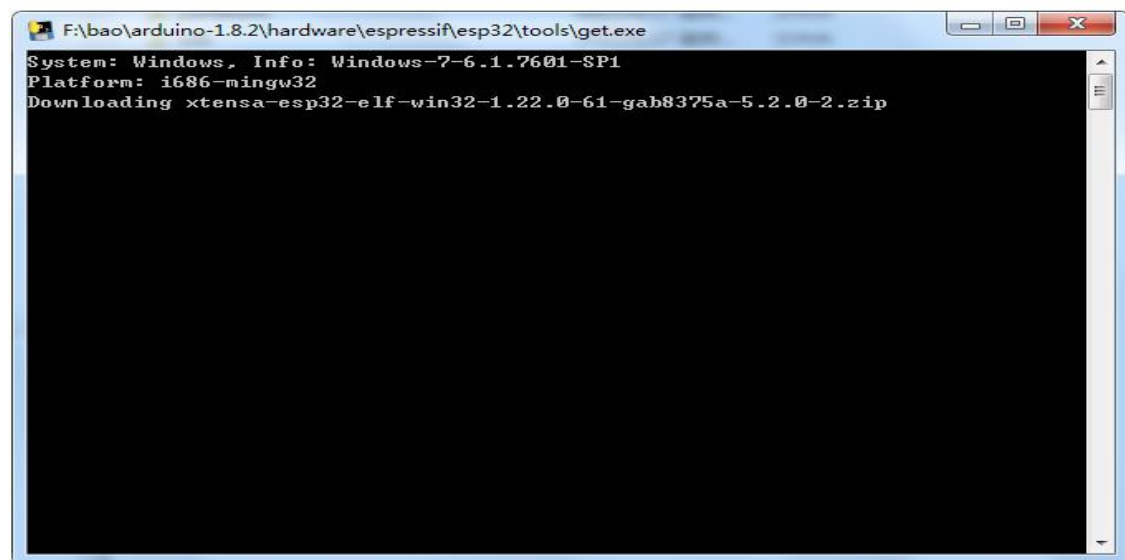 F:\bao\arduino-1.8.2\hardware\espressif\esp32\tools\get.exe
System: Windows, Info: Windows-7-6.1.7601-SP1
Platform: i686-mingw32
Downloading xtensa-esp32-elf-win32-1.22.0-61-gab8375a-5.2.0-2.zip